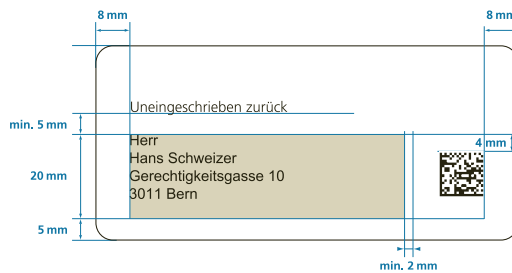 8 mm
8 mm
Uneingeschrieben zurück
min. 5 mm
Herr
4 mm
Hans Schweizer
20 mm
Gerechtigkeitsgasse 10
3011 Bern
5 mm
min. 2 mm